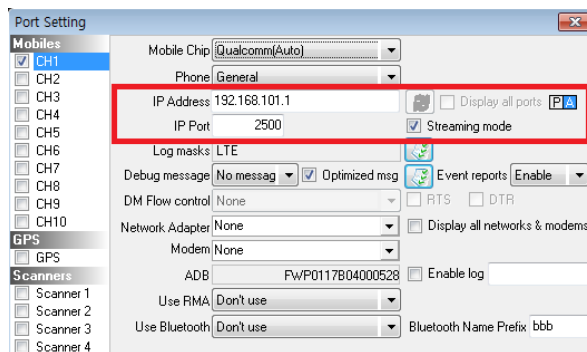 Port Setting
Mobiles
CH1
CH2
CH3
CH4
CH5
CH6
CH7
CH8
CH9
CH10
GPS
GPS
Scanners
Scanner 1
Scanner 2
Scanner 3
Scanner 4
Mobile Chip Qualcomm(Auto)
Phone General
IP Address 192.168.101.1 Display all ports P A
IP Port 2500 Streaming mode
Log masks LTE
Debug message No messag Optimized msg Event reports Enable
DM Flow control None RTS DTR
Network Adapter None Display all networks & modems
Modem None
ADB FWP0117B04000528 Enable log
Use RMA Don't use
Use Bluetooth Don't use Bluetooth Name Prefix bbb